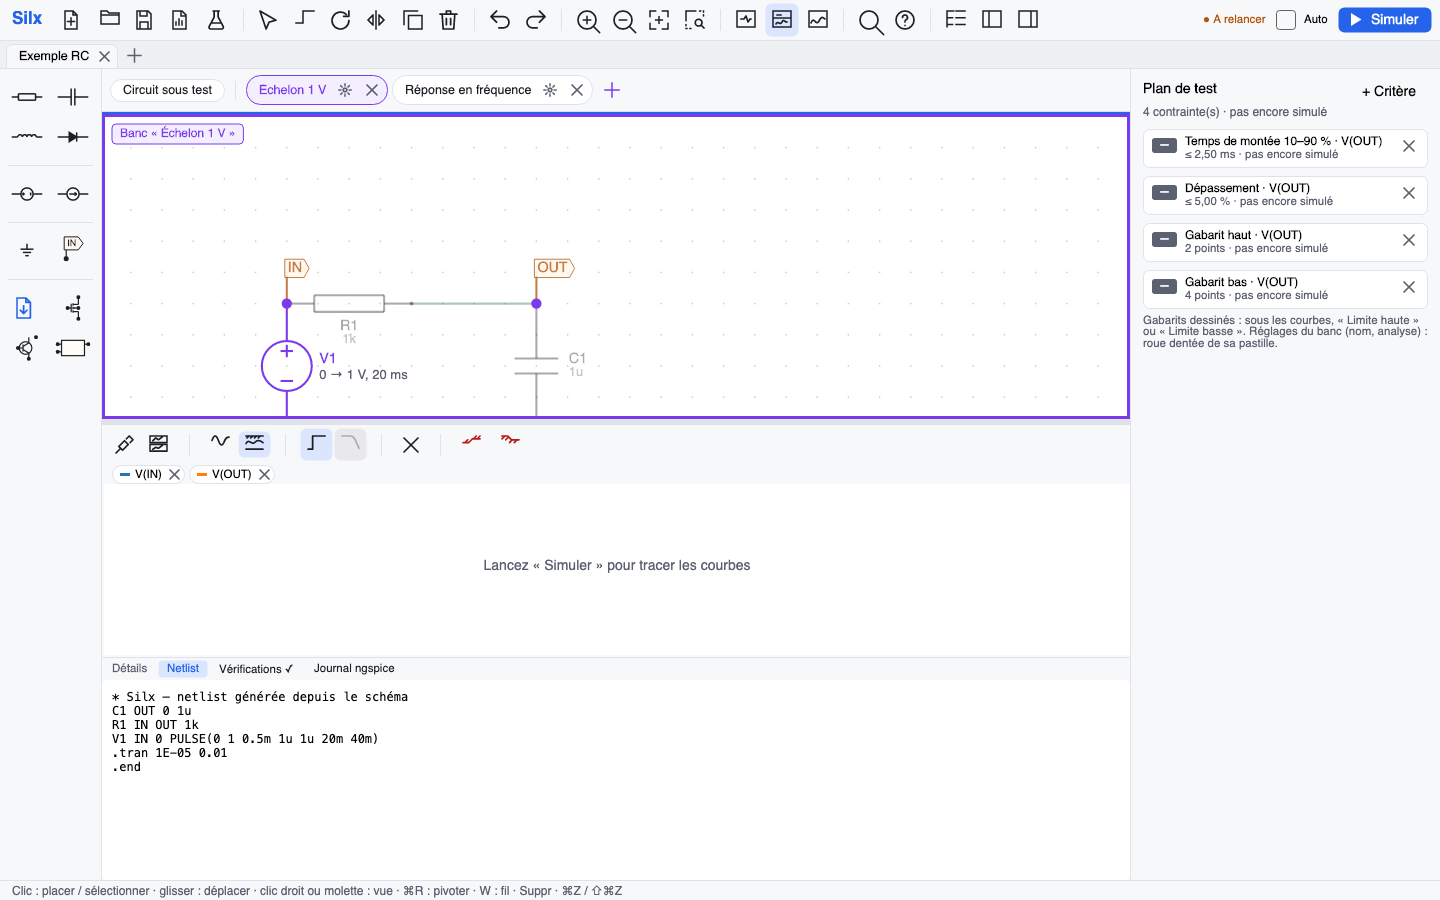 Silx
A relancer
Auto
Simuler
Exemple RC
Circuit sous test
Echelon 1 V
Réponse en fréquence
Banc « Échelon 1 V »
IN
IN
OUT
R1
1k
V1
0 → 1 V, 20 ms
C1
1u
V(IN)
V(OUT)
Lancez « Simuler » pour tracer les courbes
Détails
Netlist
Vérifications ✓
Journal ngspice
* Silx — netlist générée depuis le schéma
C1 OUT 0 1u
R1 IN OUT 1k
V1 IN 0 PULSE(0 1 0.5m 1u 1u 20m 40m)
.tran 1E-05 0.01
.end
Plan de test
+ Critère
4 contrainte(s) · pas encore simulé
Temps de montée 10–90 % · V(OUT)
≤ 2,50 ms · pas encore simulé
Dépassement · V(OUT)
≤ 5,00 % · pas encore simulé
Gabarit haut · V(OUT)
2 points · pas encore simulé
Gabarit bas · V(OUT)
4 points · pas encore simulé
Gabarits dessinés : sous les courbes, « Limite haute »
ou « Limite basse ». Réglages du banc (nom, analyse) :
roue dentée de sa pastille.
Clic : placer / sélectionner · glisser : déplacer · clic droit ou molette : vue · ⌘R : pivoter · W : fil · Suppr · ⌘Z / ⇧⌘Z